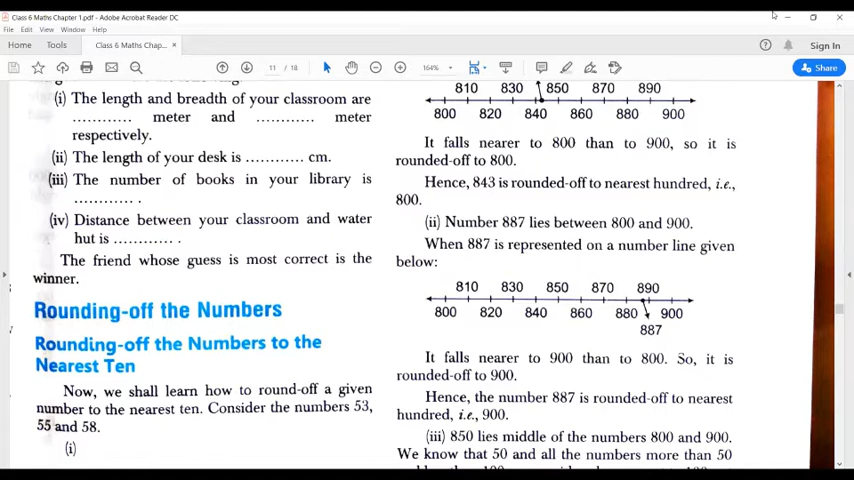 Class 6 Maths Chapter 1.pdf - Adobe Acrobat Reader DC
File Edit View Window Help
Home Tools Class 6 Maths Chap... × Sign In
11 / 18 164% Share
(i) The length and breadth of your classroom are
............ meter and ............ meter
respectively.
(ii) The length of your desk is ............ cm.
(iii) The number of books in your library is
............ .
(iv) Distance between your classroom and water
hut is ............ .
The friend whose guess is most correct is the
winner.
Rounding-off the Numbers
Rounding-off the Numbers to the
Nearest Ten
Now, we shall learn how to round-off a given
number to the nearest ten. Consider the numbers 53,
55 and 58.
(i)
810 830 850 870 890
800 820 840 860 880 900
It falls nearer to 800 than to 900, so it is
rounded-off to 800.
Hence, 843 is rounded-off to nearest hundred, i.e.,
800.
(ii) Number 887 lies between 800 and 900.
When 887 is represented on a number line given
below:
810 830 850 870 890
800 820 840 860 880 900
887
It falls nearer to 900 than to 800. So, it is
rounded-off to 900.
Hence, the number 887 is rounded-off to nearest
hundred, i.e., 900.
(iii) 850 lies middle of the numbers 800 and 900.
We know that 50 and all the numbers more than 50